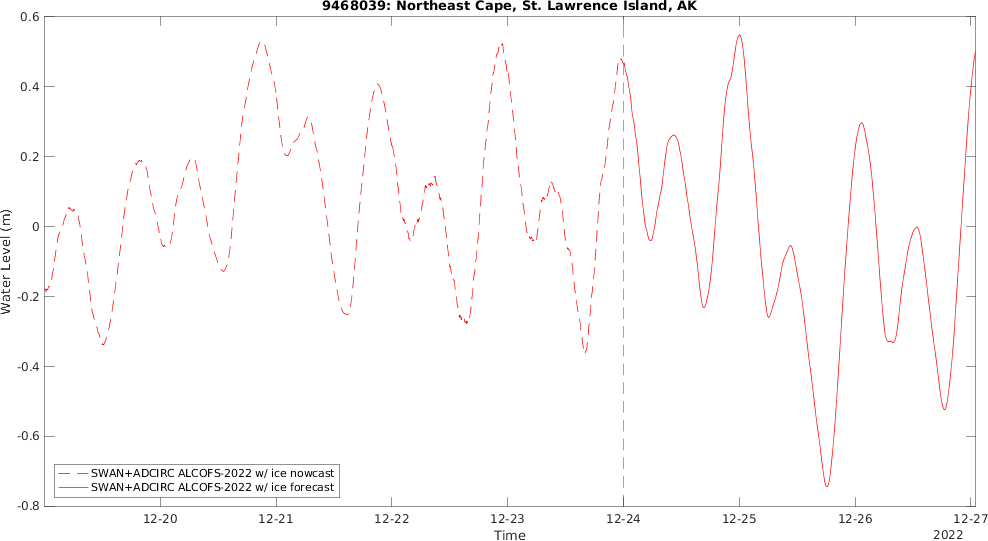 9468039: Northeast Cape, St. Lawrence Island, AK
0.6
0.4
0.2
0
-0.2
-0.4
-0.6
-0.8
Water Level (m)
SWAN+ADCIRC ALCOFS-2022 w/ ice nowcast
SWAN+ADCIRC ALCOFS-2022 w/ ice forecast
12-20 12-21 12-22 12-23 12-24 12-25 12-26 12-27
Time
2022